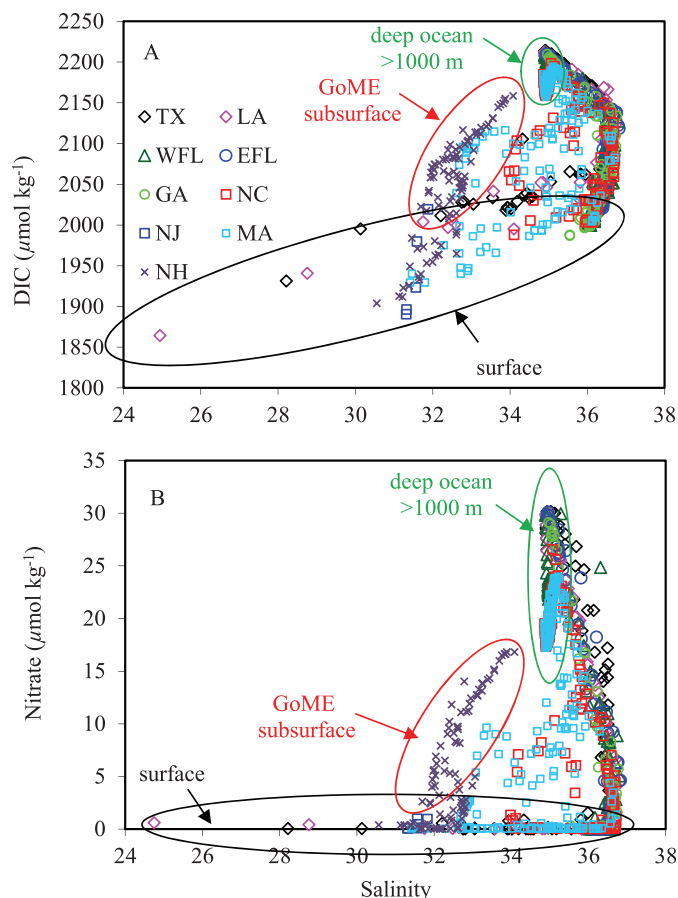 A
deep ocean
>1000 m
GoME
subsurface
TX LA
WFL EFL
GA NC
NJ MA
NH
surface
DIC (μmol kg-1)
2250
2200
2150
2100
2050
2000
1950
1900
1850
1800
24 26 28 30 32 34 36 38
B
deep ocean
>1000 m
GoME
subsurface
surface
Nitrate (μmol kg-1)
35
30
25
20
15
10
5
0
24 26 28 30 32 34 36 38
Salinity